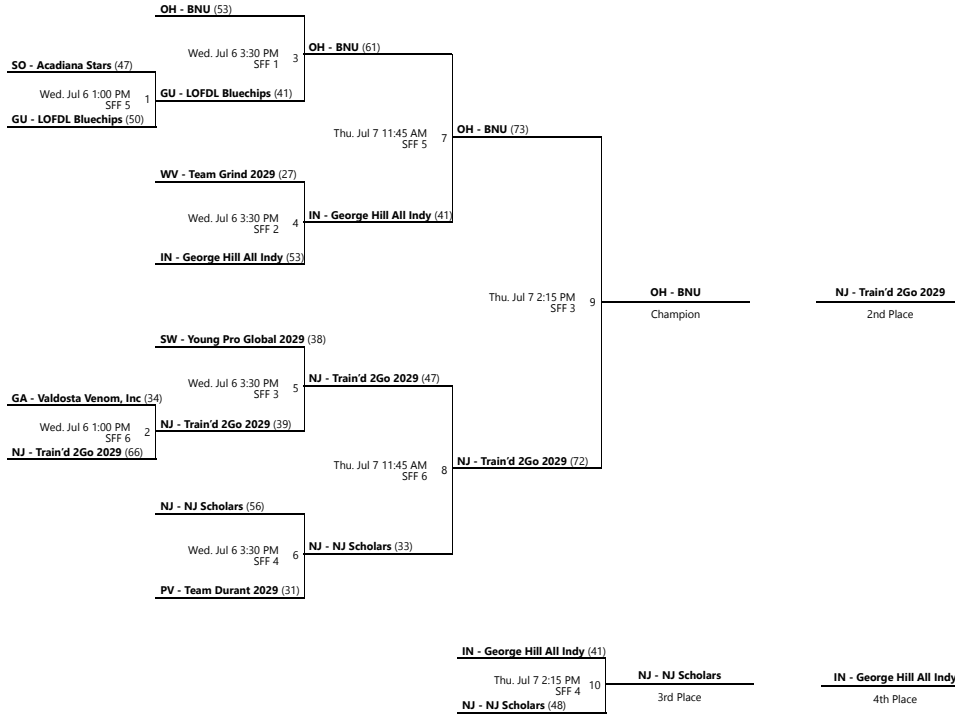 OH - BNU (53)
Wed. Jul 6 3:30 PM
SFF 1
3
OH - BNU (61)
SO - Acadiana Stars (47)
Wed. Jul 6 1:00 PM
SFF 5
1
GU - LOFDL Bluechips (41)
GU - LOFDL Bluechips (50)
Thu. Jul 7 11:45 AM
SFF 5
7
OH - BNU (73)
WV - Team Grind 2029 (27)
Wed. Jul 6 3:30 PM
SFF 2
4
IN - George Hill All Indy (41)
IN - George Hill All Indy (53)
Thu. Jul 7 2:15 PM
SFF 3
9
OH - BNU
Champion
NJ - Train'd 2Go 2029
2nd Place
SW - Young Pro Global 2029 (38)
Wed. Jul 6 3:30 PM
SFF 3
5
NJ - Train'd 2Go 2029 (47)
GA - Valdosta Venom, Inc (34)
Wed. Jul 6 1:00 PM
SFF 6
2
NJ - Train'd 2Go 2029 (39)
NJ - Train'd 2Go 2029 (66)
Thu. Jul 7 11:45 AM
SFF 6
8
NJ - Train'd 2Go 2029 (72)
NJ - NJ Scholars (56)
Wed. Jul 6 3:30 PM
SFF 4
6
NJ - NJ Scholars (33)
PV - Team Durant 2029 (31)
IN - George Hill All Indy (41)
Thu. Jul 7 2:15 PM
SFF 4
10
NJ - NJ Scholars (48)
NJ - NJ Scholars
3rd Place
IN - George Hill All Indy
4th Place